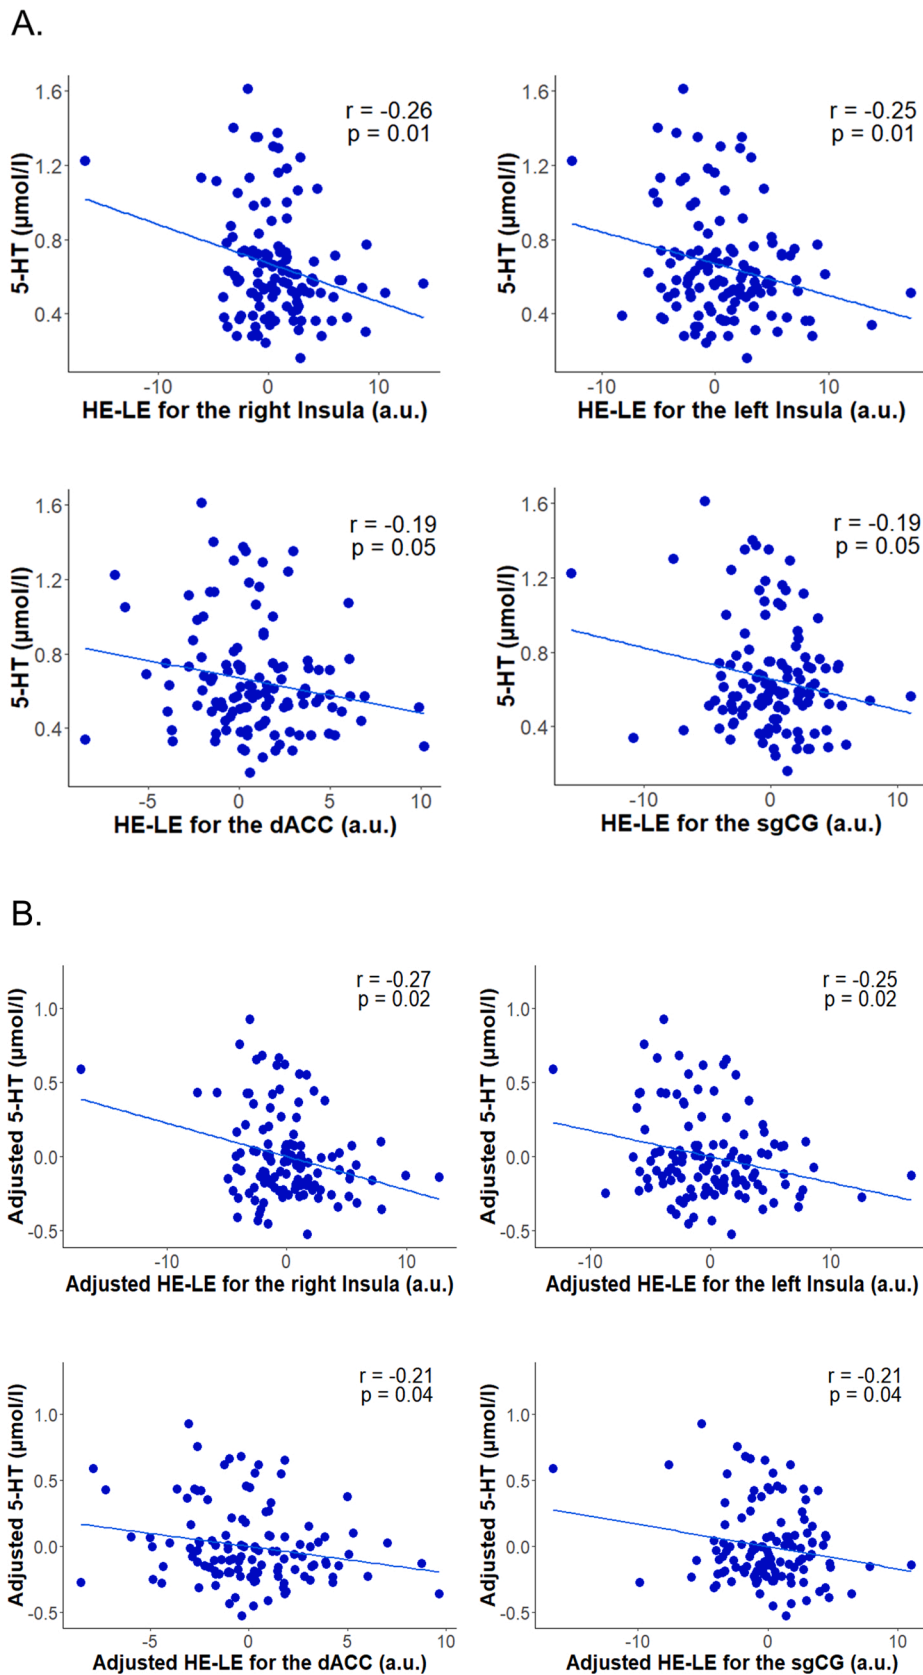 A.
r = -0.26
p = 0.01
5-HT (µmol/l)
1.6
1.2
0.8
0.4
-10
0
10
HE-LE for the right Insula (a.u.)
r = -0.25
p = 0.01
5-HT (µmol/l)
1.6
1.2
0.8
0.4
-10
0
10
HE-LE for the left Insula (a.u.)
r = -0.19
p = 0.05
5-HT (µmol/l)
1.6
1.2
0.8
0.4
-5
0
5
10
HE-LE for the dACC (a.u.)
r = -0.19
p = 0.05
5-HT (µmol/l)
1.6
1.2
0.8
0.4
-10
0
10
HE-LE for the sgCG (a.u.)
B.
r = -0.27
p = 0.02
Adjusted 5-HT (µmol/l)
1.0
0.5
0.0
-0.5
-10
0
10
Adjusted HE-LE for the right Insula (a.u.)
r = -0.25
p = 0.02
Adjusted 5-HT (µmol/l)
1.0
0.5
0.0
-0.5
-10
0
10
Adjusted HE-LE for the left Insula (a.u.)
r = -0.21
p = 0.04
Adjusted 5-HT (µmol/l)
1.0
0.5
0.0
-0.5
-5
0
5
10
Adjusted HE-LE for the dACC (a.u.)
r = -0.21
p = 0.04
Adjusted 5-HT (µmol/l)
1.0
0.5
0.0
-0.5
-10
0
10
Adjusted HE-LE for the sgCG (a.u.)